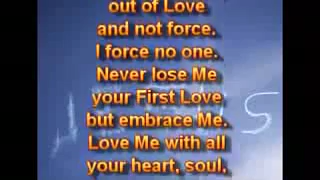 out of Love
and not force.
I force no one.
Never lose Me
your First Love
but embrace Me.
Love Me with all
your heart, soul,